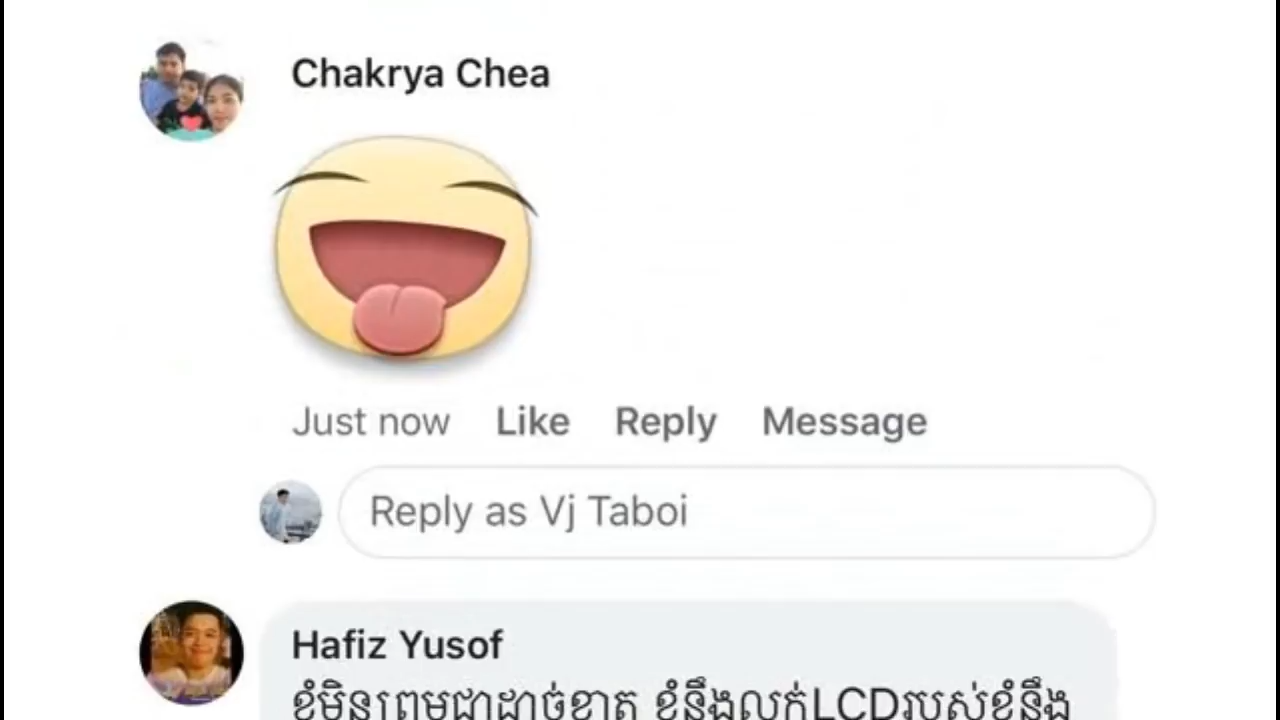 Chakrya Chea
Just now Like Reply Message
Reply as Vj Taboi
Hafiz Yusof
ខ្ញុំមិនព្រមជាដាច់ខាត ខ្ញុំនឹងលក់LCDរបស់ខ្ញុំនឹង